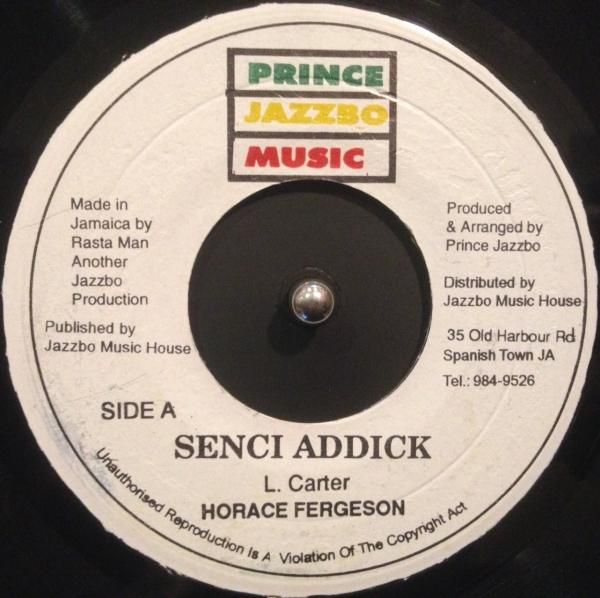 PRINCE
JAZZBO
MUSIC
Made in
Jamaica by
Rasta Man
Another
Jazzbo
Production
Published by
Jazzbo Music House
Produced
& Arranged by
Prince Jazzbo
Distributed by
Jazzbo Music House
35 Old Harbour Rd
Spanish Town JA
Tel.: 984-9526
SIDE A
SENCI ADDICK
L. Carter
HORACE FERGESON
Unauthorised Reproduction Is A Violation Of The Copyright Act